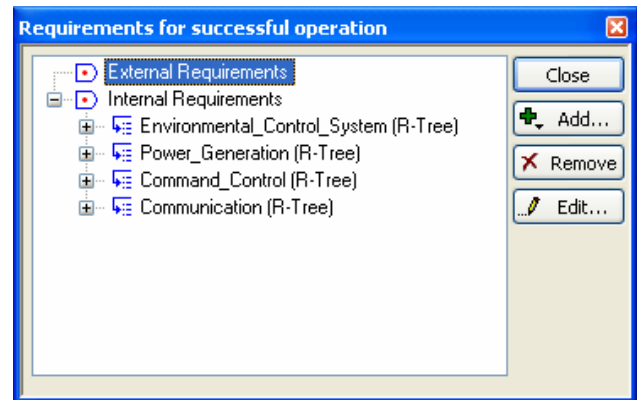 Requirements for successful operation
External Requirements
Internal Requirements
Environmental_Control_System (R-Tree)
Power_Generation (R-Tree)
Command_Control (R-Tree)
Communication (R-Tree)
Close
Add...
Remove
Edit...